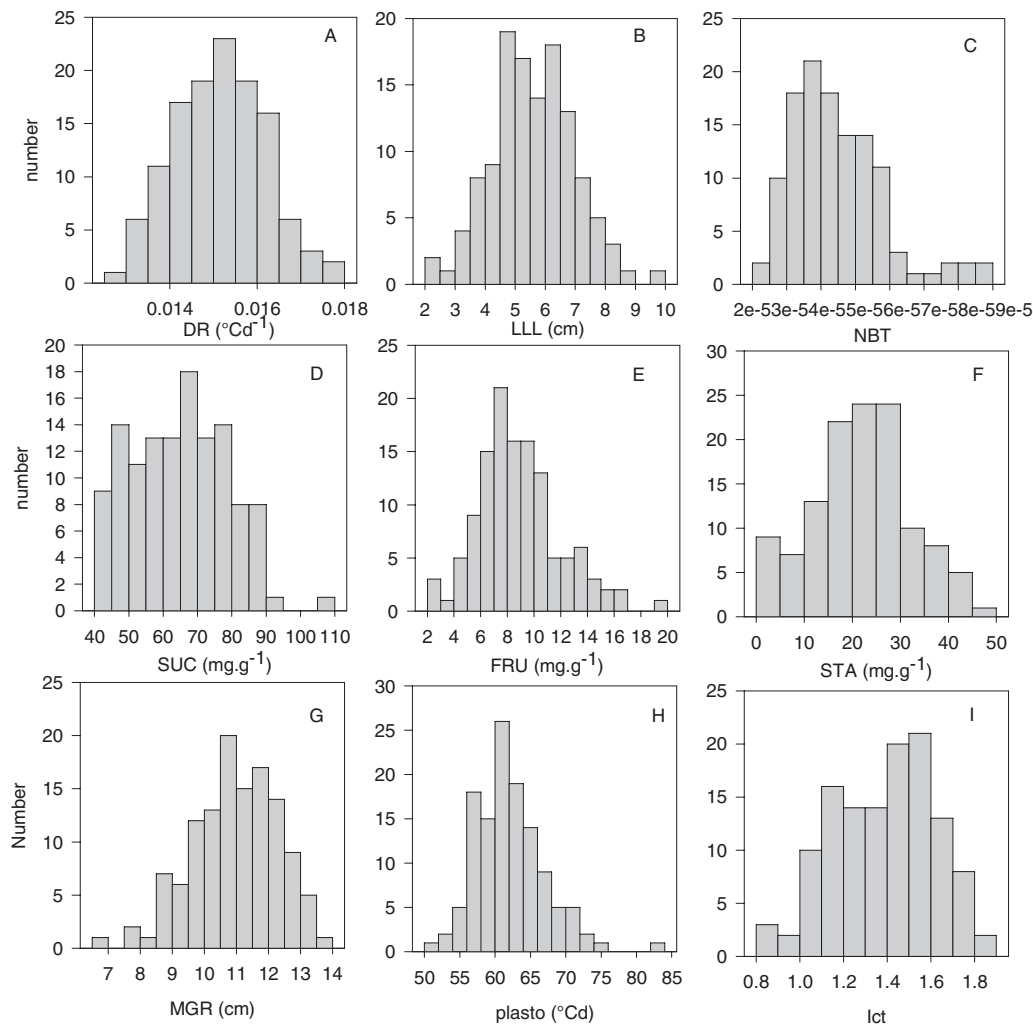 25
20
15
10
5
0
number
A
0.014 0.016 0.018
DR (°Cd-1)
20
15
10
5
0
B
2 3 4 5 6 7 8 9 10
LLL (cm)
25
20
15
10
5
0
C
2e-53e-54e-55e-56e-57e-58e-59e-5
NBT
20
18
16
14
12
10
8
6
4
2
0
number
D
40 50 60 70 80 90 100 110
SUC (mg.g-1)
25
20
15
10
5
0
E
2 4 6 8 10 12 14 16 18 20
FRU (mg.g-1)
30
25
20
15
10
5
0
F
0 10 20 30 40 50
STA (mg.g-1)
25
20
15
10
5
0
Number
G
7 8 9 10 11 12 13 14
MGR (cm)
30
25
20
15
10
5
0
H
50 55 60 65 70 75 80 85
plasto (°Cd)
25
20
15
10
5
0
I
0.8 1.0 1.2 1.4 1.6 1.8
Ict